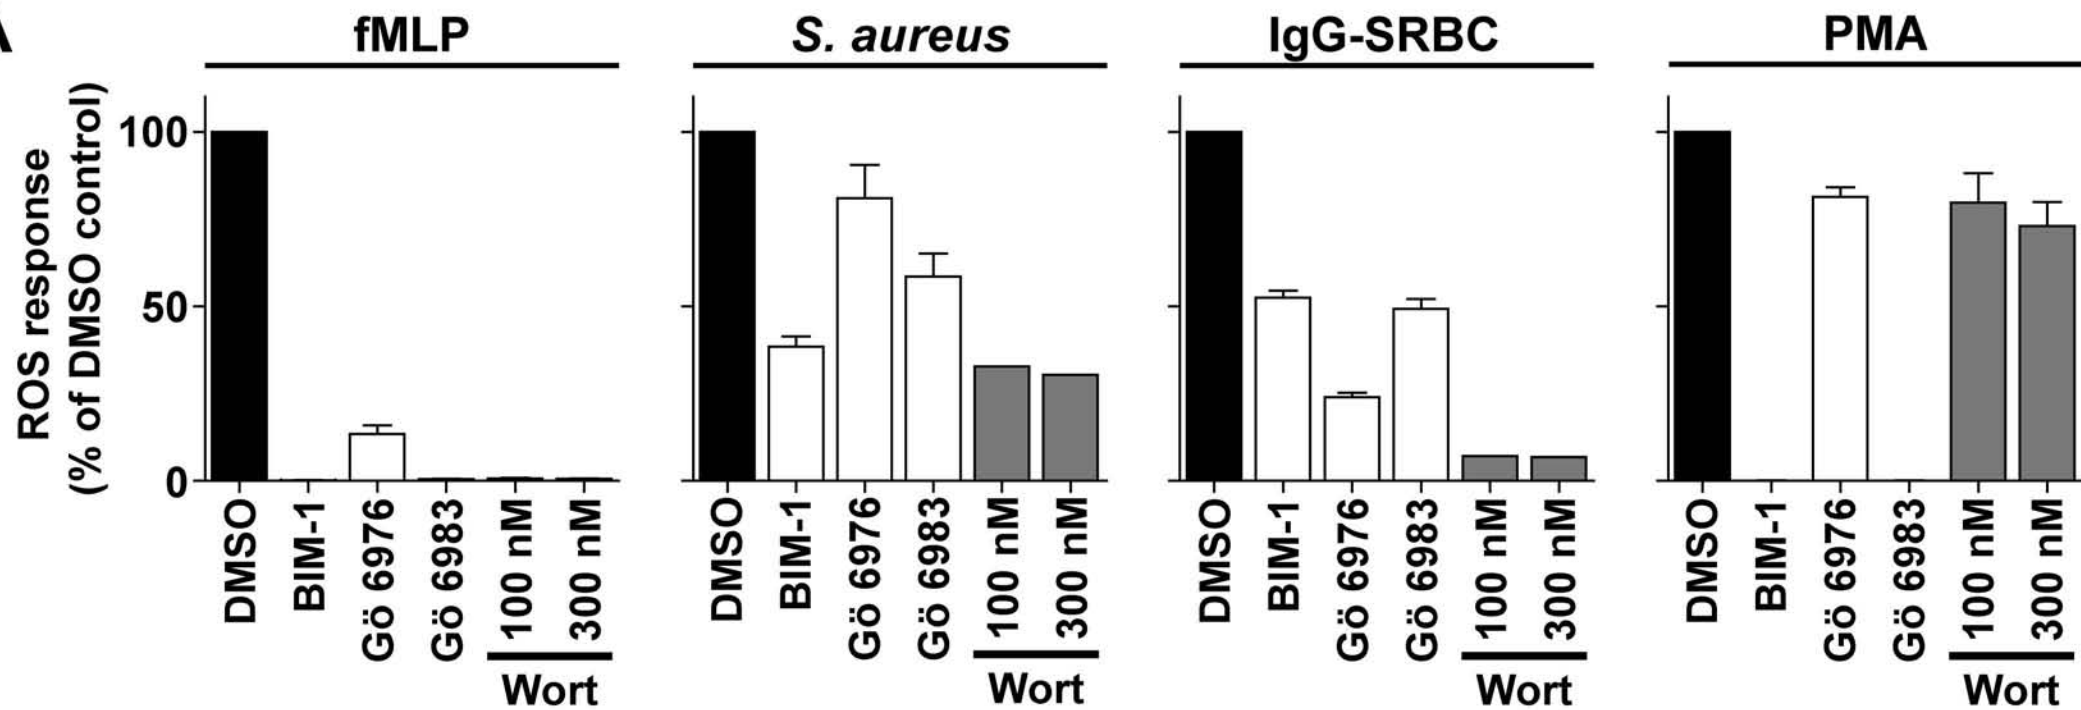 A
fMLP
S. aureus
IgG-SRBC
PMA
ROS response
(% of DMSO control)
100
50
0
DMSO
BIM-1
Gö 6976
Gö 6983
100 nM
300 nM
Wort
DMSO
BIM-1
Gö 6976
Gö 6983
100 nM
300 nM
Wort
DMSO
BIM-1
Gö 6976
Gö 6983
100 nM
300 nM
Wort
DMSO
BIM-1
Gö 6976
Gö 6983
100 nM
300 nM
Wort